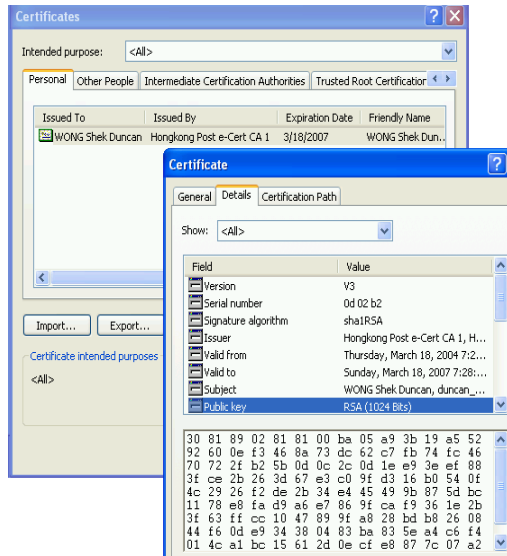 Certificates
Intended purpose: <All>
Personal Other People Intermediate Certification Authorities Trusted Root Certification
Issued To Issued By Expiration Date Friendly Name
WONG Shek Duncan Hongkong Post e-Cert CA 1 3/18/2007 WONG Shek Dun...
Import... Export...
Certificate intended purposes
<All>
Certificate
General Details Certification Path
Show: <All>
Field Value
Version V3
Serial number 0d 02 b2
Signature algorithm sha1RSA
Issuer Hongkong Post e-Cert CA 1, H...
Valid from Thursday, March 18, 2004 7:2...
Valid to Sunday, March 18, 2007 7:28:...
Subject WONG Shek Duncan, duncan_...
Public key RSA (1024 Bits)
30 81 89 02 81 81 00 ba 05 a9 3b 19 a5 52
92 60 0e f3 46 8a 73 dc 62 c7 fb 74 fc 46
70 72 2f b2 5b 0d 0c 2c 0d 1e e9 3e ef 88
3f ce 2b 26 3d 67 e3 c0 9f d3 16 b0 54 0f
4c 29 26 f2 de 2b 34 e4 45 49 9b 87 5d bc
11 78 e8 fa d9 a6 e7 86 9f ca f9 36 1e 2b
3f 63 ff cc 10 47 89 9f a8 28 bd b8 26 08
44 f6 0d e9 34 38 04 83 ba 83 5e a4 c6 f4
01 4c a1 bc 15 61 2d 0e cf e8 87 7c 07 a2